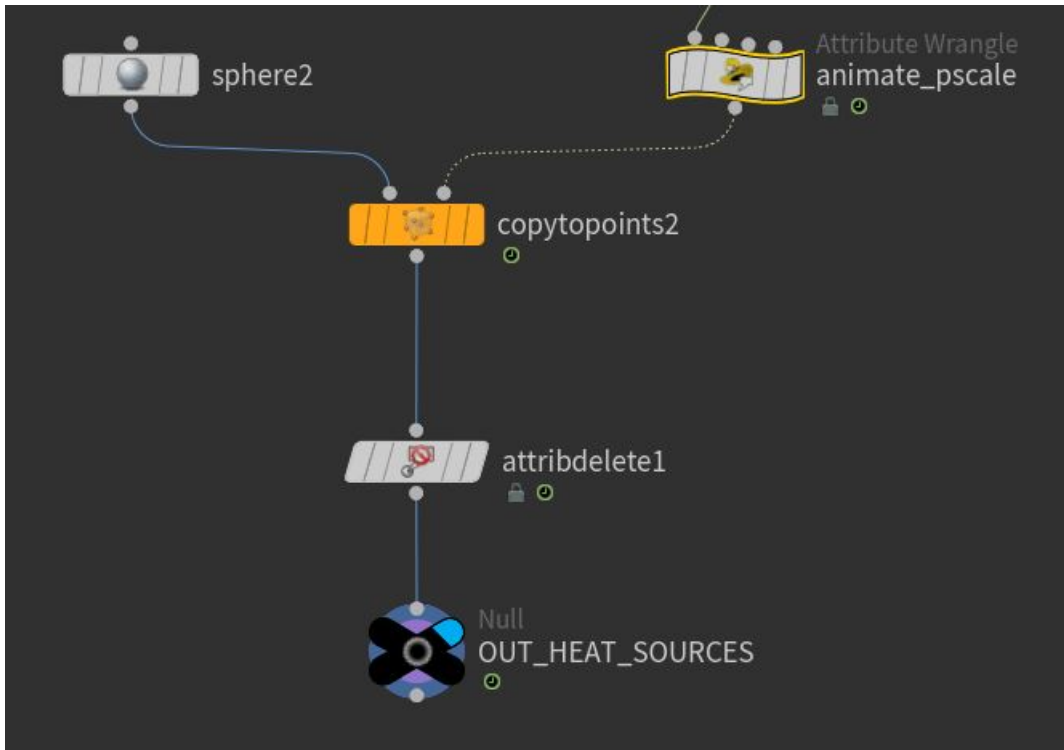 sphere2
Attribute Wrangle
animate_pscale
copytopoints2
attribdelete1
Null
OUT_HEAT_SOURCES